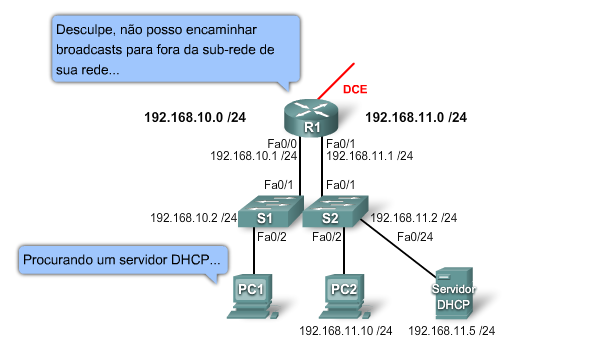 Desculpe, não posso encaminhar
broadcasts para fora da sub-rede de
sua rede...
DCE
192.168.10.0 /24
192.168.11.0 /24
R1
Fa0/0
Fa0/1
192.168.10.1 /24
192.168.11.1 /24
Fa0/1
Fa0/1
192.168.10.2 /24
S1
S2
192.168.11.2 /24
Fa0/2
Fa0/2
Fa0/24
Procurando um servidor DHCP...
PC1
PC2
Servidor
DHCP
192.168.11.10 /24
192.168.11.5 /24